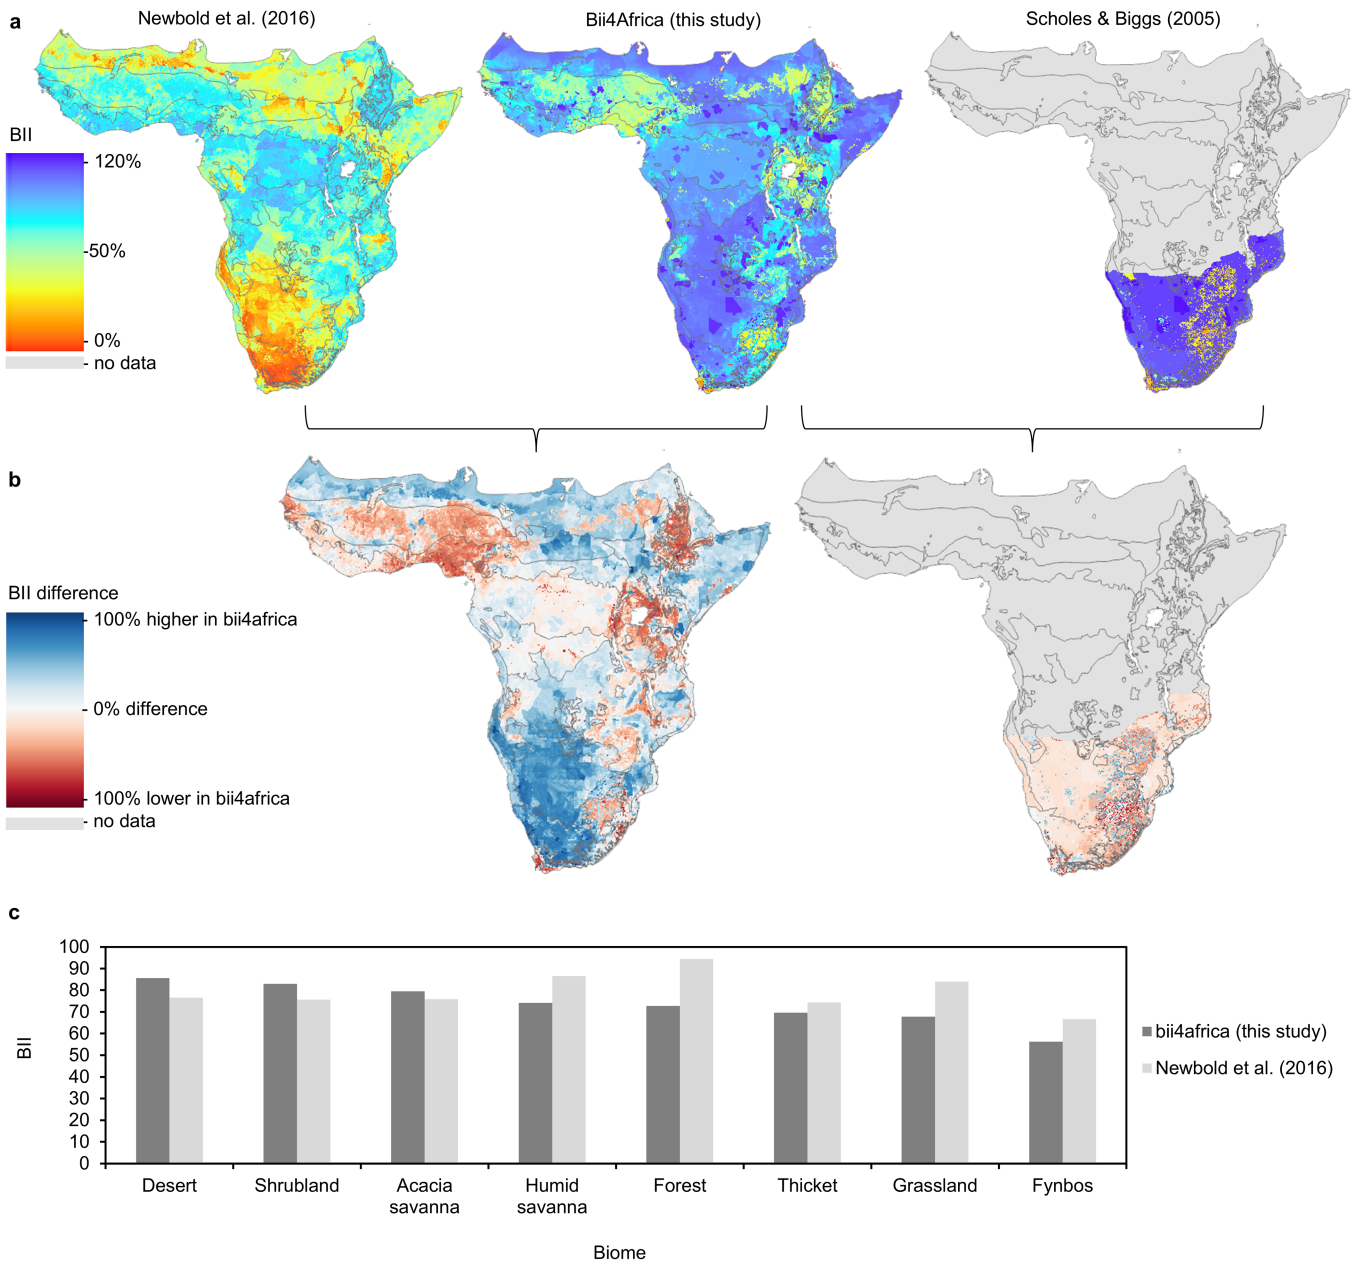 a
Newbold et al. (2016)
Bii4Africa (this study)
Scholes & Biggs (2005)
BII
120%
50%
0%
no data
b
BII difference
100% higher in bii4africa
0% difference
100% lower in bii4africa
no data
c
BII
100
90
80
70
60
50
40
30
20
10
0
Desert
Shrubland
Acacia
savanna
Humid
savanna
Forest
Thicket
Grassland
Fynbos
Biome
bii4africa (this study)
Newbold et al. (2016)